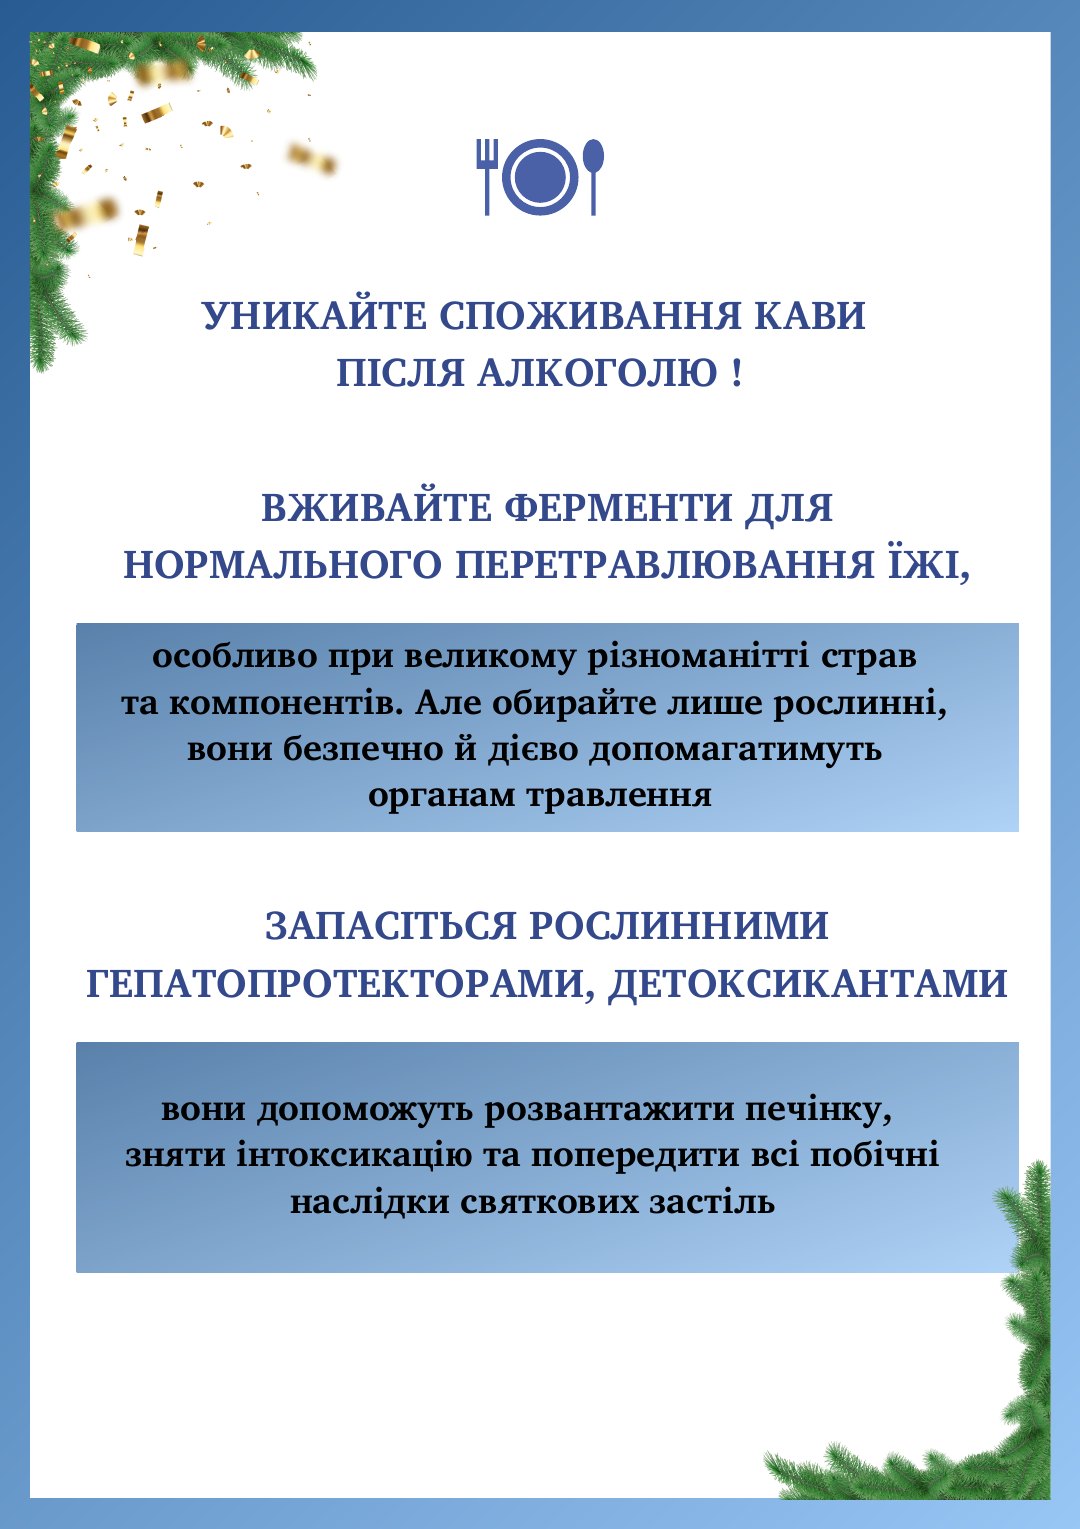 УНИКАЙТЕ СПОЖИВАННЯ КАВИ
ПІСЛЯ АЛКОГОЛЮ !
ВЖИВАЙТЕ ФЕРМЕНТИ ДЛЯ
НОРМАЛЬНОГО ПЕРЕТРАВЛЮВАННЯ ЇЖІ,
особливо при великому різноманітті страв
та компонентів. Але обирайте лише рослинні,
вони безпечно й дієво допомагатимуть
органам травлення
ЗАПАСІТЬСЯ РОСЛИННИМИ
ГЕПАТОПРОТЕКТОРАМИ, ДЕТОКСИКАНТАМИ
вони допоможуть розвантажити печінку,
зняти інтоксикацію та попередити всі побічні
наслідки святкових застіль